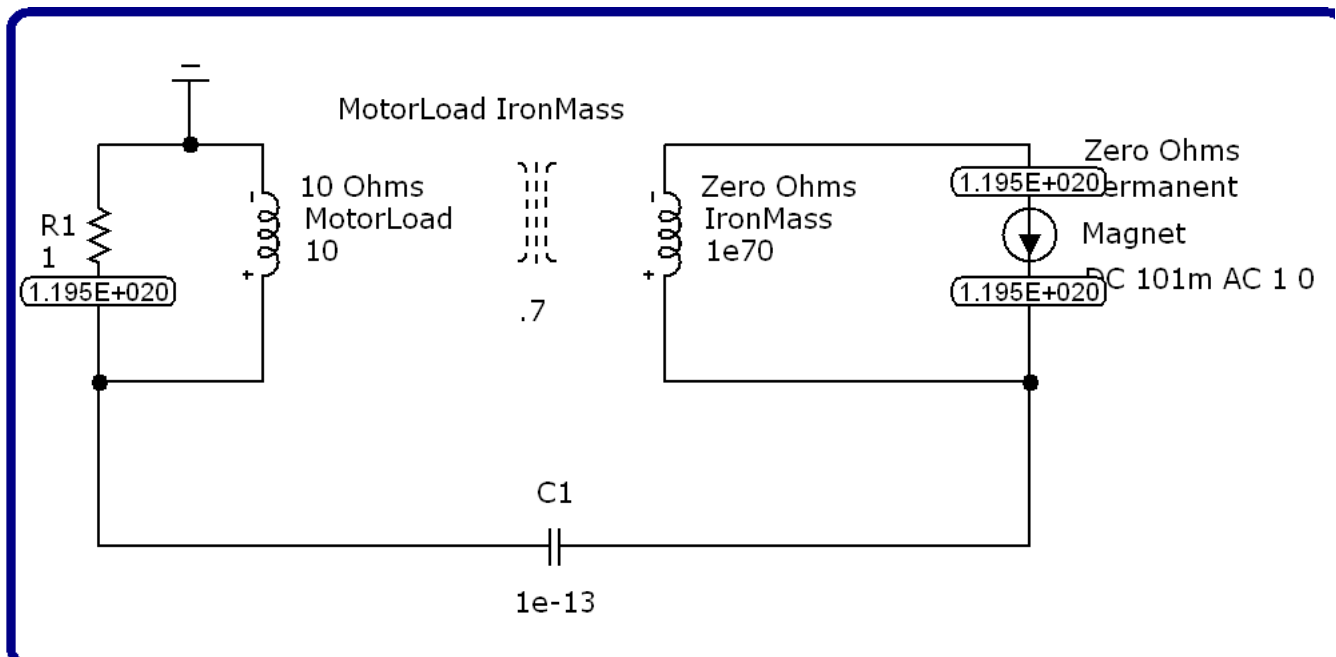 MotorLoad IronMass
R1
1
1.195E+020
10 Ohms
MotorLoad
10
.7
Zero Ohms
IronMass
1e70
Zero Ohms
1.195E+020
Magnet
DC 101m AC 1 0
1.195E+020
C1
1e-13